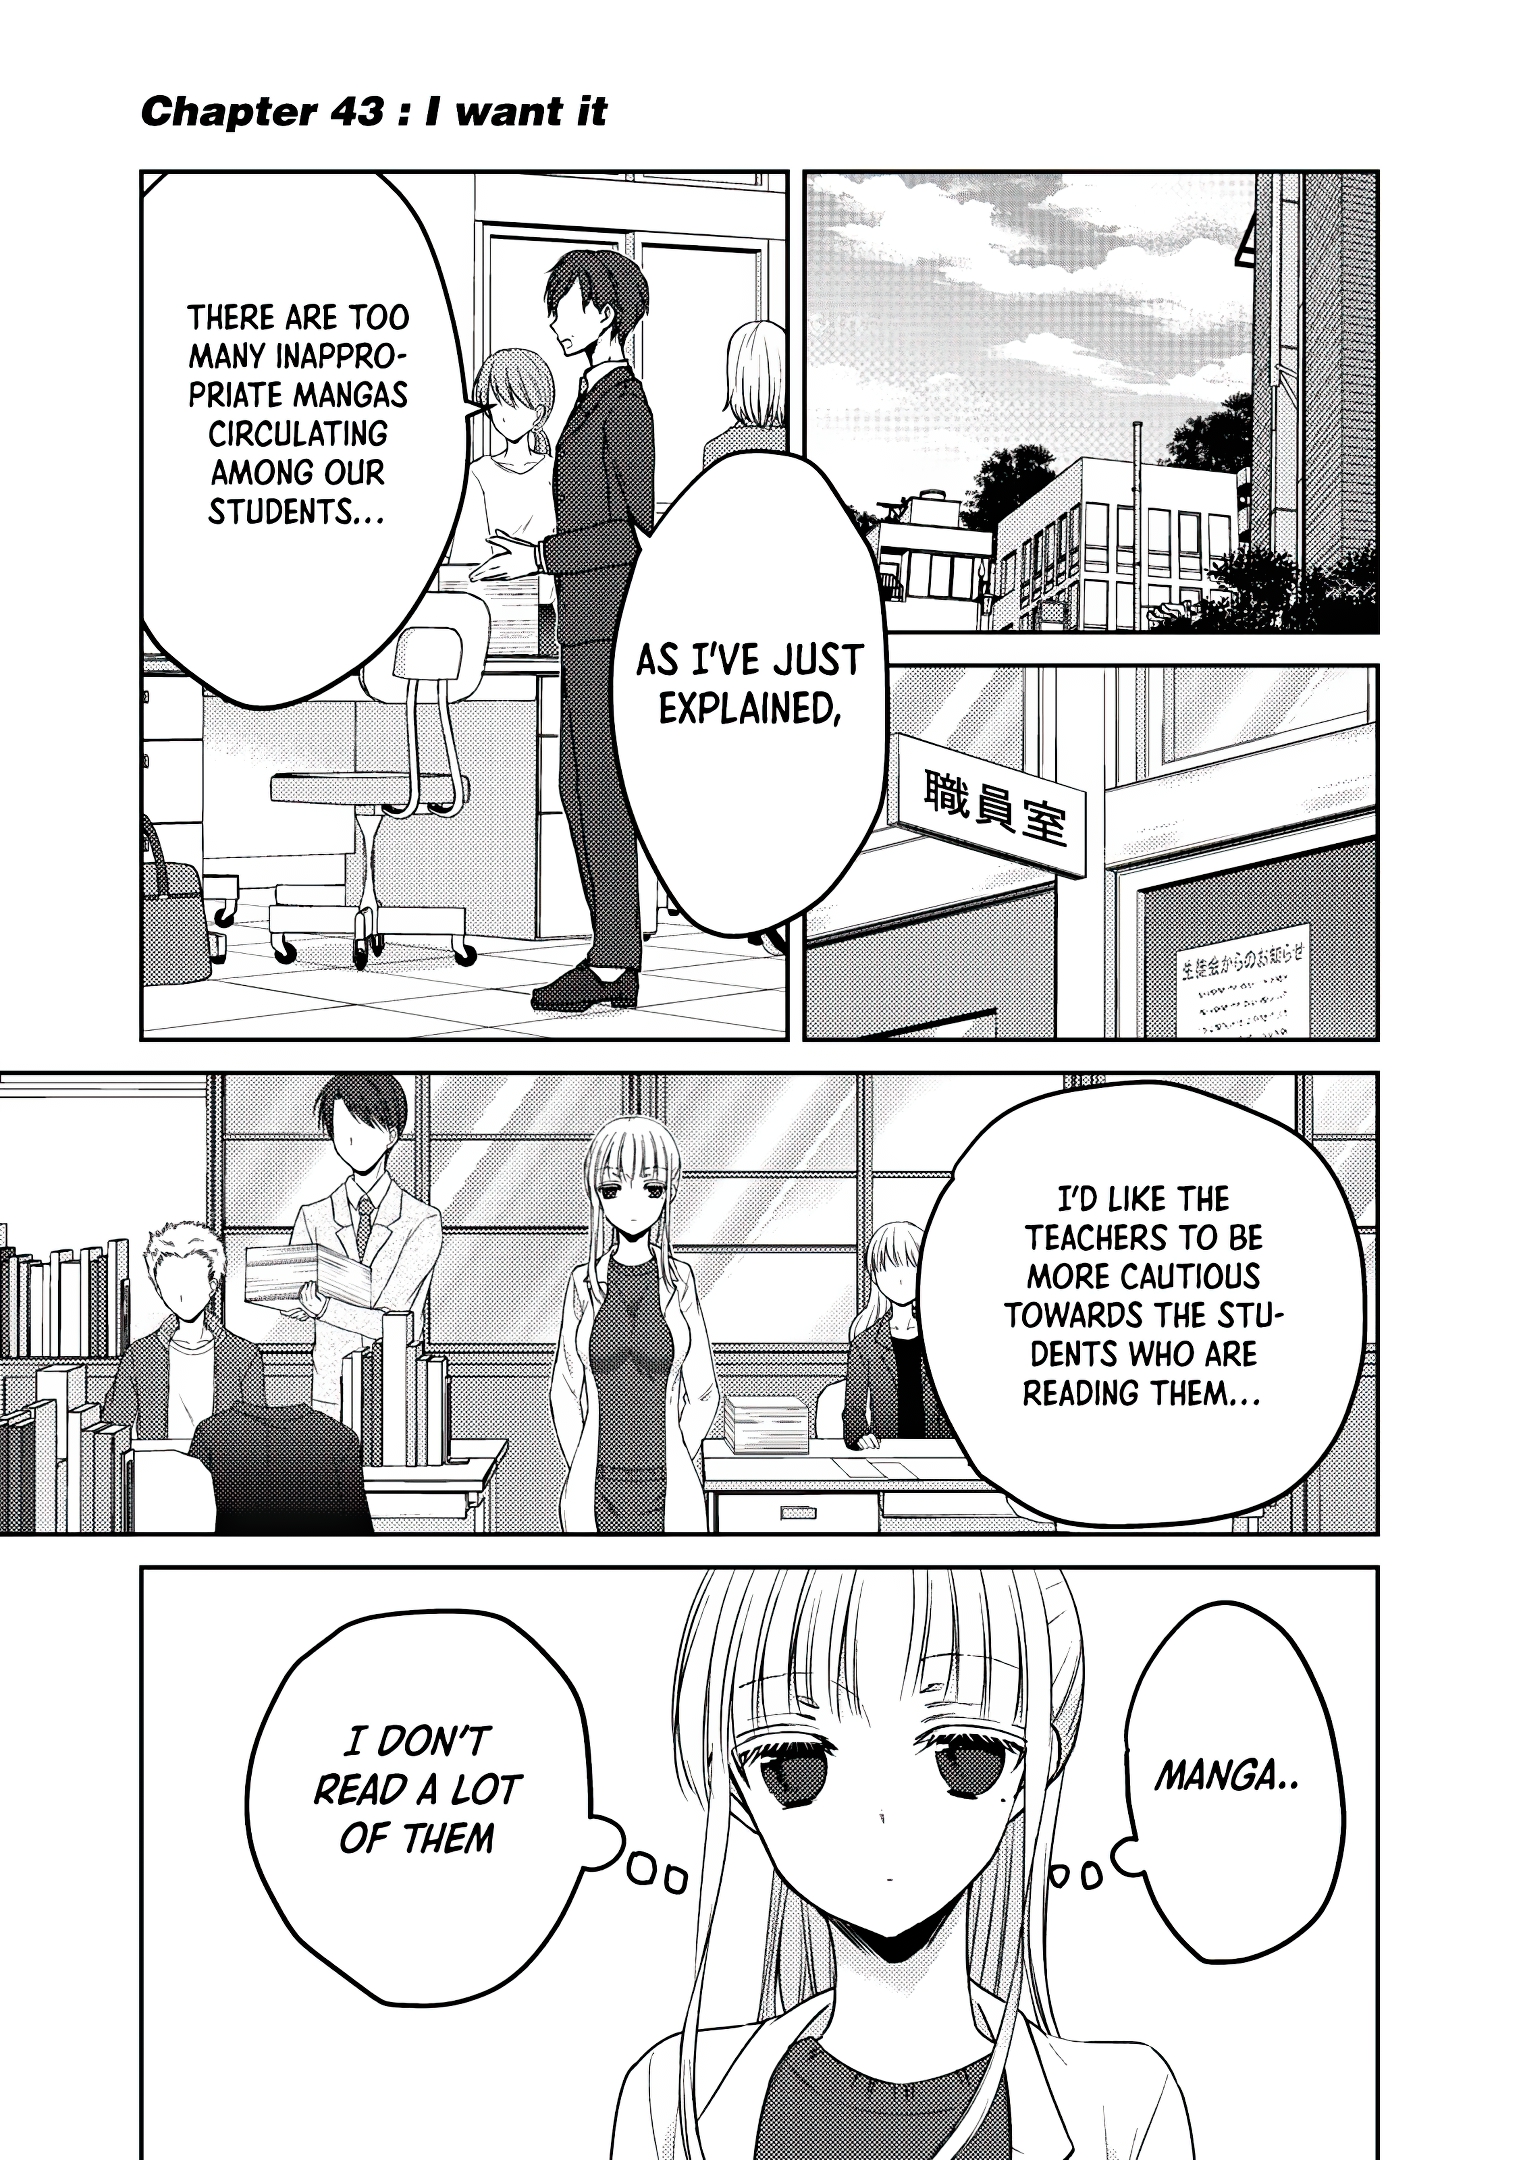 Chapter 43 : I want it
職員室
生徒会からのお知らせ
AS I'VE JUST
EXPLAINED,
THERE ARE TOO
MANY INAPPRO-
PRIATE MANGAS
CIRCULATING
AMONG OUR
STUDENTS...
I'D LIKE THE
TEACHERS TO BE
MORE CAUTIOUS
TOWARDS THE STU-
DENTS WHO ARE
READING THEM...
MANGA..
I DON'T
READ A LOT
OF THEM